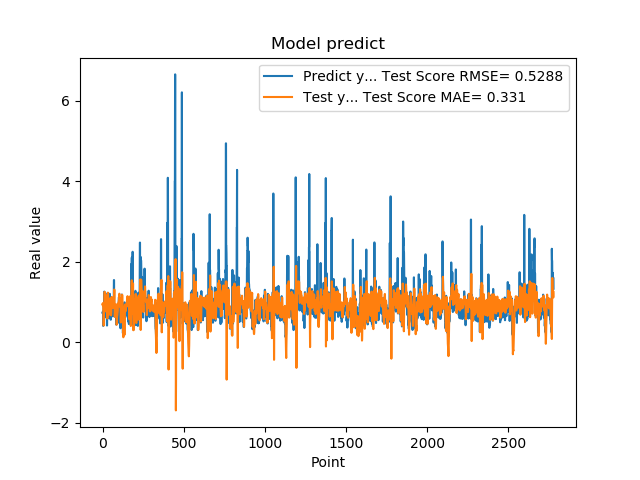 Model predict
Predict y... Test Score RMSE= 0.5288
Test y... Test Score MAE= 0.331
Real value
6
4
2
0
−2
0 500 1000 1500 2000 2500
Point